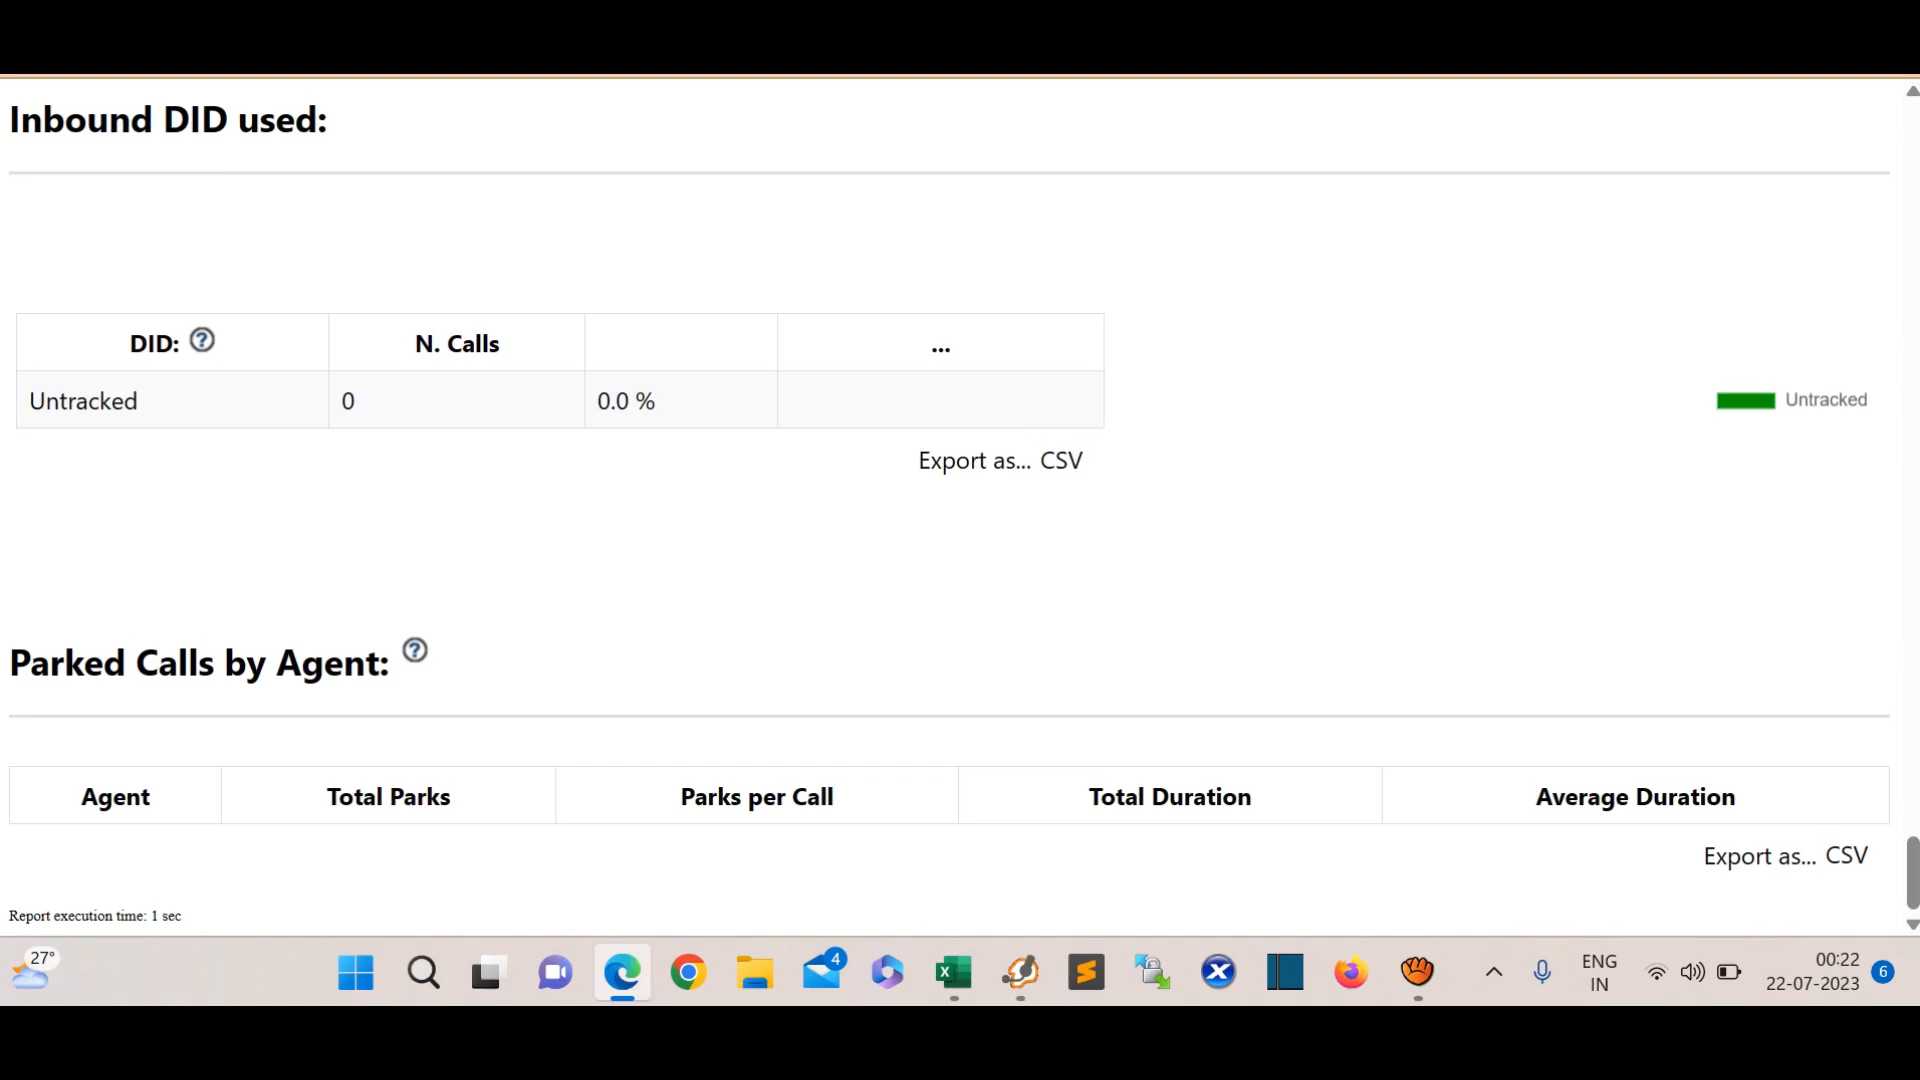 Inbound DID used:
DID: N. Calls ...
Untracked 0 0.0 %
Untracked
Export as... CSV
Parked Calls by Agent:
Agent Total Parks Parks per Call Total Duration Average Duration
Export as... CSV
Report execution time: 1 sec
27°
4
ENG
IN
00:22
22-07-2023
6